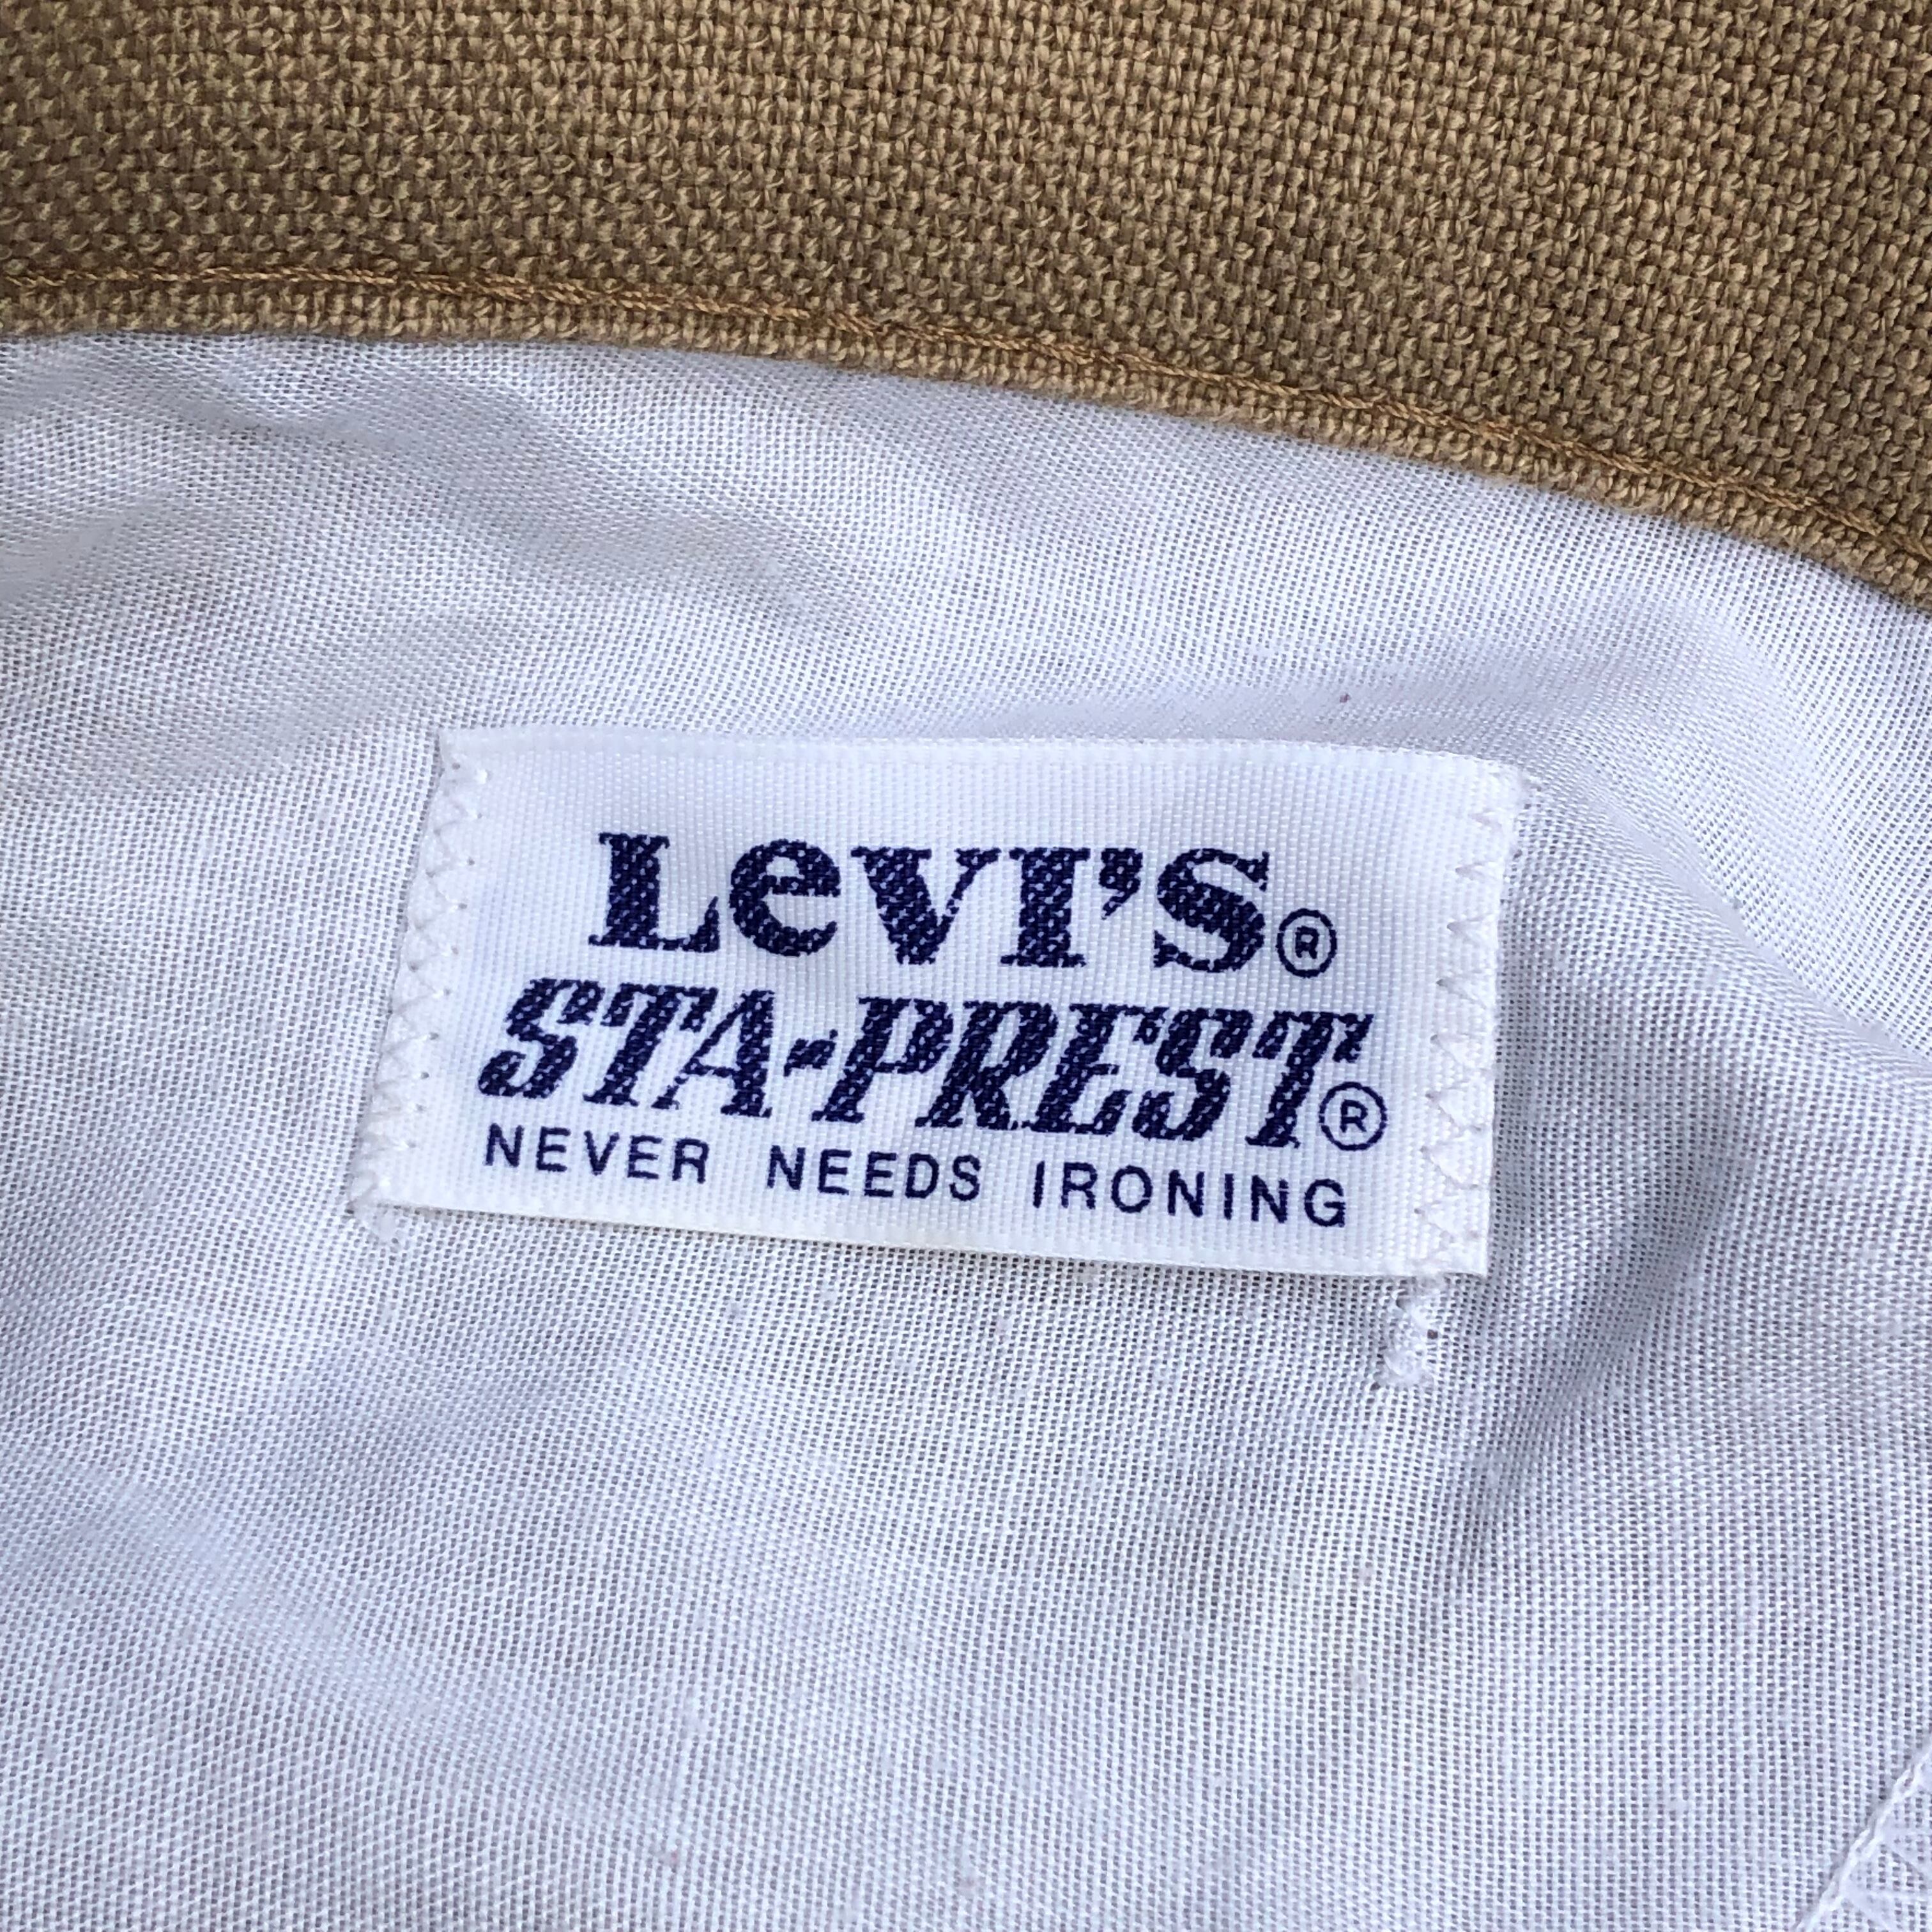 LeVI'S®
STA-PREST®
NEVER NEEDS IRONING